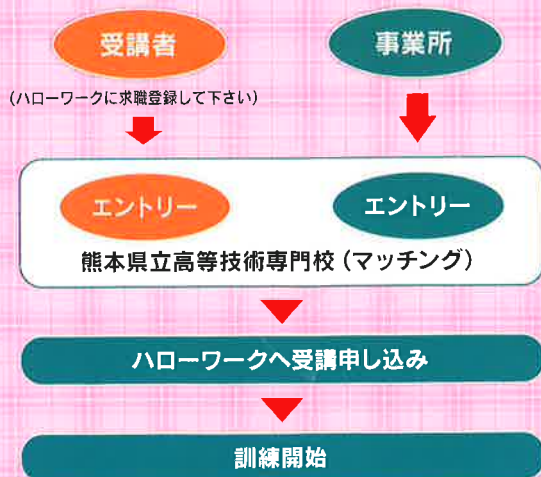 受講者
事業所
(ハローワークに求職登録して下さい)
エントリー
エントリー
熊本県立高等技術専門校(マッチング)
ハローワークへ受講申し込み
訓練開始